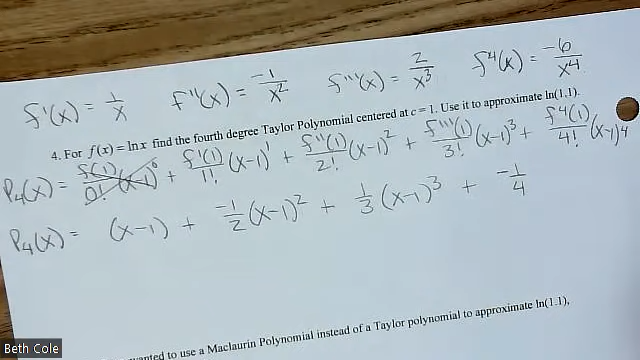 f'(x) = 1/x f''(x) = -1/x² f'''(x) = 2/x³ f⁴(x) = -6/x⁴
4. For f(x) = ln x find the fourth degree Taylor Polynomial centered at c = 1. Use it to approximate ln(1.1).
P₄(x) = f(1)/0! (x-1)⁰ + f'(1)/1! (x-1)¹ + f''(1)/2! (x-1)² + f'''(1)/3! (x-1)³ + f⁴(1)/4! (x-1)⁴
P₄(x) = (x-1) + -1/2 (x-1)² + 1/3 (x-1)³ + -1/4
wanted to use a Maclaurin Polynomial instead of a Taylor polynomial to approximate ln(1.1),
Beth Cole